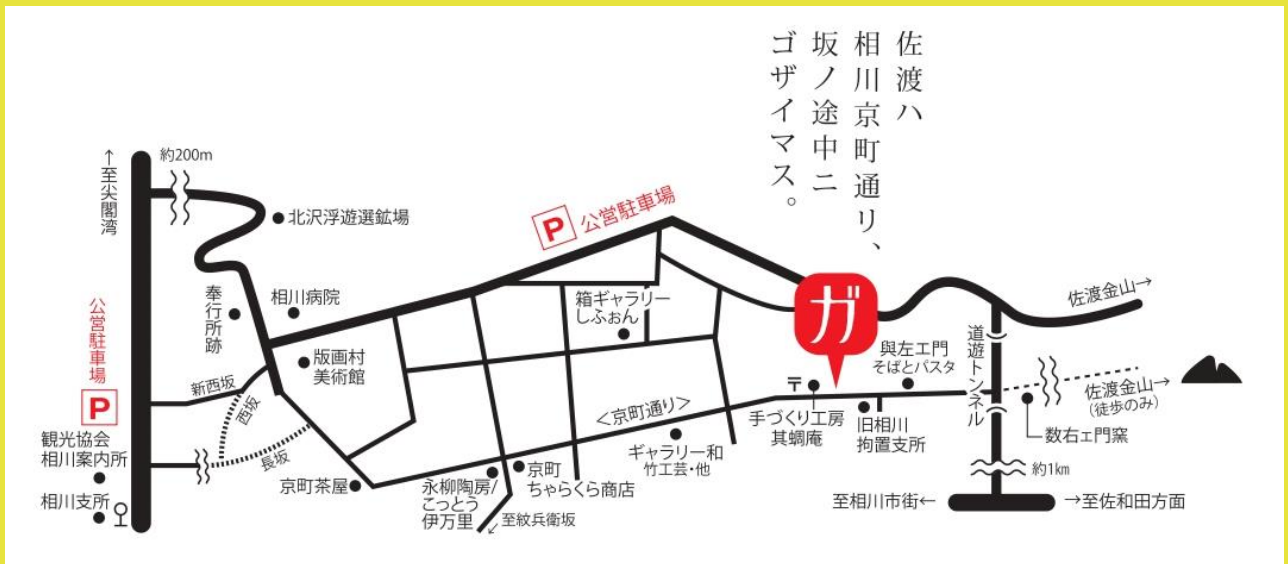 佐渡ハ
相川京町通リ、
坂ノ途中ニ
ゴザイマス。
↑至尖閣湾
約200m
北沢浮遊選鉱場
P 公営駐車場
公営駐車場
P
奉行所跡
相川病院
版画村
美術館
新西坂
西坂
長坂
観光協会
相川案内所
相川支所
京町茶屋
永柳陶房/
こっとう
伊万里
京町
ちゃらくら商店
至紋兵衛坂
箱ギャラリー
しふぉん
<京町通り>
ギャラリー和
竹工芸・他
ガ
〒
手づくり工房
其蜩庵
與左エ門
そばとパスタ
旧相川
拘置支所
道遊トンネル
佐渡金山→
佐渡金山→
(徒歩のみ)
数右ェ門窯
約1km
至相川市街←
→至佐和田方面